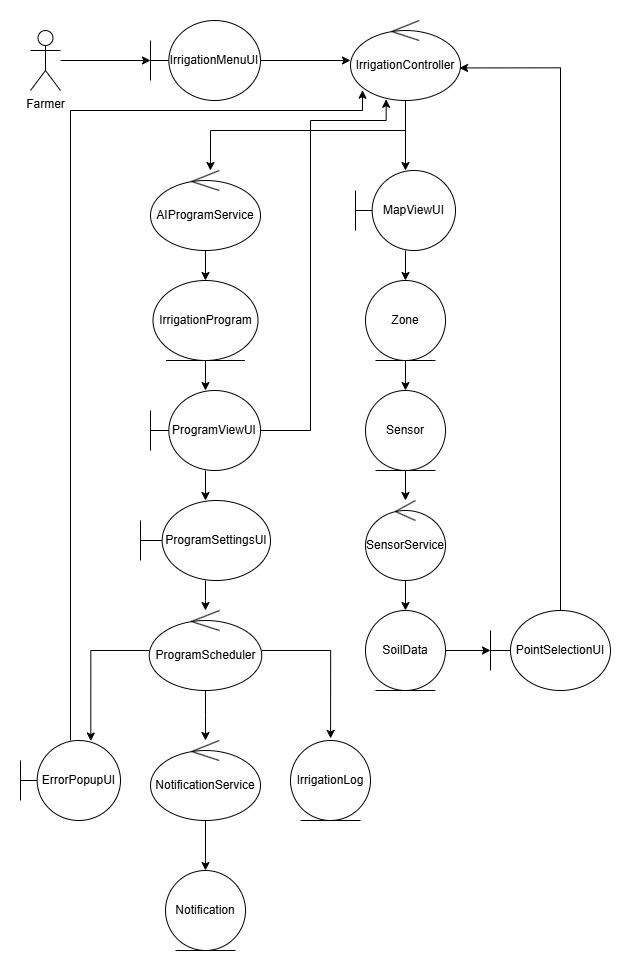 IrrigationMenuUI
IrrigationController
Farmer
AIProgramService
MapViewUI
IrrigationProgram
Zone
ProgramViewUI
Sensor
ProgramSettingsUI
SensorService
ProgramScheduler
SoilData
PointSelectionUI
ErrorPopupUI
NotificationService
IrrigationLog
Notification